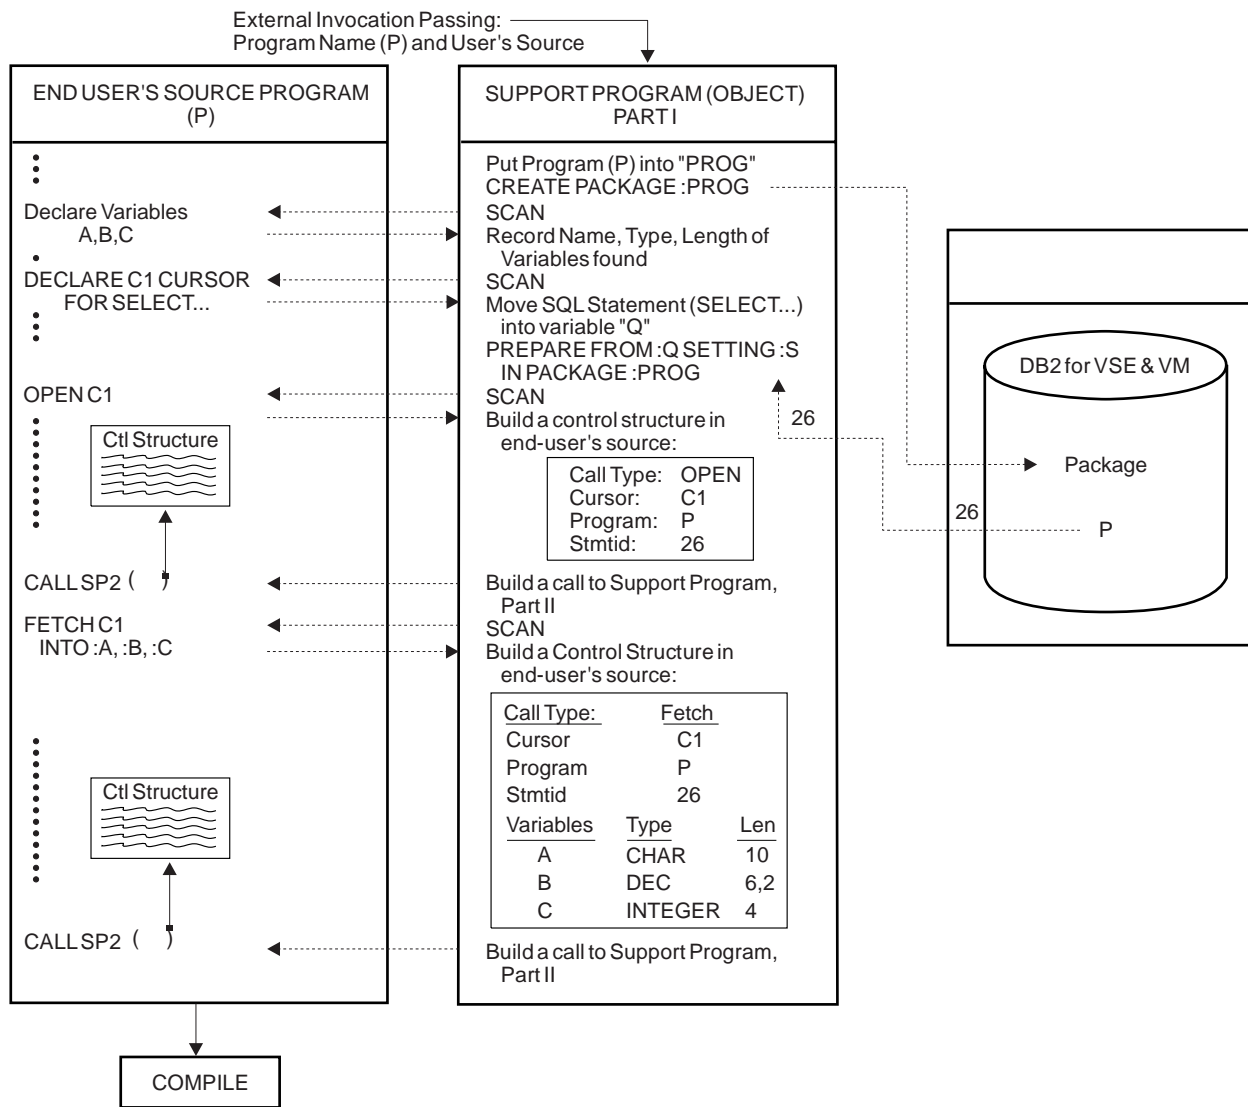 External Invocation Passing:
Program Name (P) and User's Source
END USER'S SOURCE PROGRAM
(P)
Declare Variables
A,B,C
DECLARE C1 CURSOR
FOR SELECT...
OPEN C1
Ctl Structure
CALL SP2 ( )
FETCH C1
INTO :A, :B, :C
Ctl Structure
CALL SP2 ( )
COMPILE
SUPPORT PROGRAM (OBJECT)
PART I
Put Program (P) into "PROG"
CREATE PACKAGE :PROG
SCAN
Record Name, Type, Length of
Variables found
SCAN
Move SQL Statement (SELECT...)
into variable "Q"
PREPARE FROM :Q SETTING :S
IN PACKAGE :PROG
SCAN
Build a control structure in
end-user's source:
Call Type: OPEN
Cursor: C1
Program: P
Stmtid: 26
Build a call to Support Program,
Part II
SCAN
Build a Control Structure in
end-user's source:
Call Type: Fetch
Cursor C1
Program P
Stmtid 26
Variables Type Len
A CHAR 10
B DEC 6,2
C INTEGER 4
Build a call to Support Program,
Part II
26
26
DB2 for VSE & VM
Package
P